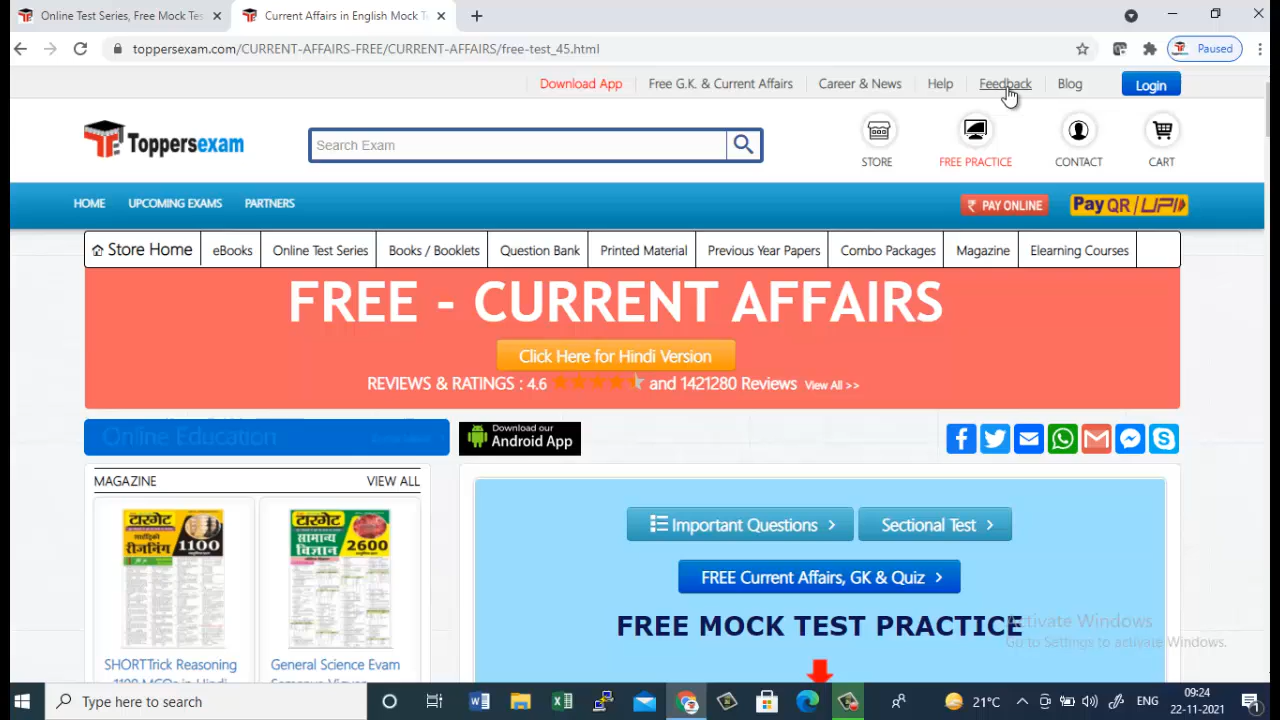 Online Test Series, Free Mock Tes
Current Affairs in English Mock T
toppersexam.com/CURRENT-AFFAIRS-FREE/CURRENT-AFFAIRS/free-test_45.html
Paused
Download App
Free G.K. & Current Affairs
Career & News
Help
Feedback
Blog
Login
Toppersexam
Search Exam
STORE
FREE PRACTICE
CONTACT
CART
HOME
UPCOMING EXAMS
PARTNERS
₹ PAY ONLINE
Pay QR/UPI
Store Home
eBooks
Online Test Series
Books / Booklets
Question Bank
Printed Material
Previous Year Papers
Combo Packages
Magazine
Elearning Courses
FREE - CURRENT AFFAIRS
Click Here for Hindi Version
REVIEWS & RATINGS : 4.6 and 1421280 Reviews View All >>
Online Education
Download our
Android App
MAGAZINE
VIEW ALL
टारगेट
रीजनिंग
1100
टारगेट
सामान्य
विज्ञान
2600
SHORTTrick Reasoning
General Science Exam
Important Questions
Sectional Test
FREE Current Affairs, GK & Quiz
FREE MOCK TEST PRACTICE
Activate Windows
Go to Settings to activate Windows.
Type here to search
21°C
ENG
09:24
22-11-2021
1